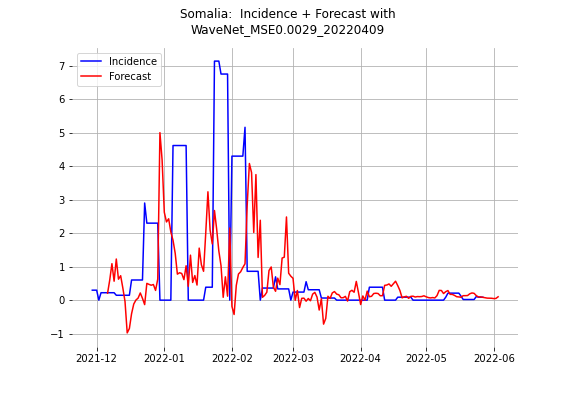 Somalia:  Incidence + Forecast with
WaveNet_MSE0.0029_20220409
Incidence
Forecast
7
6
5
4
3
2
1
0
−1
2021-12 2022-01 2022-02 2022-03 2022-04 2022-05 2022-06